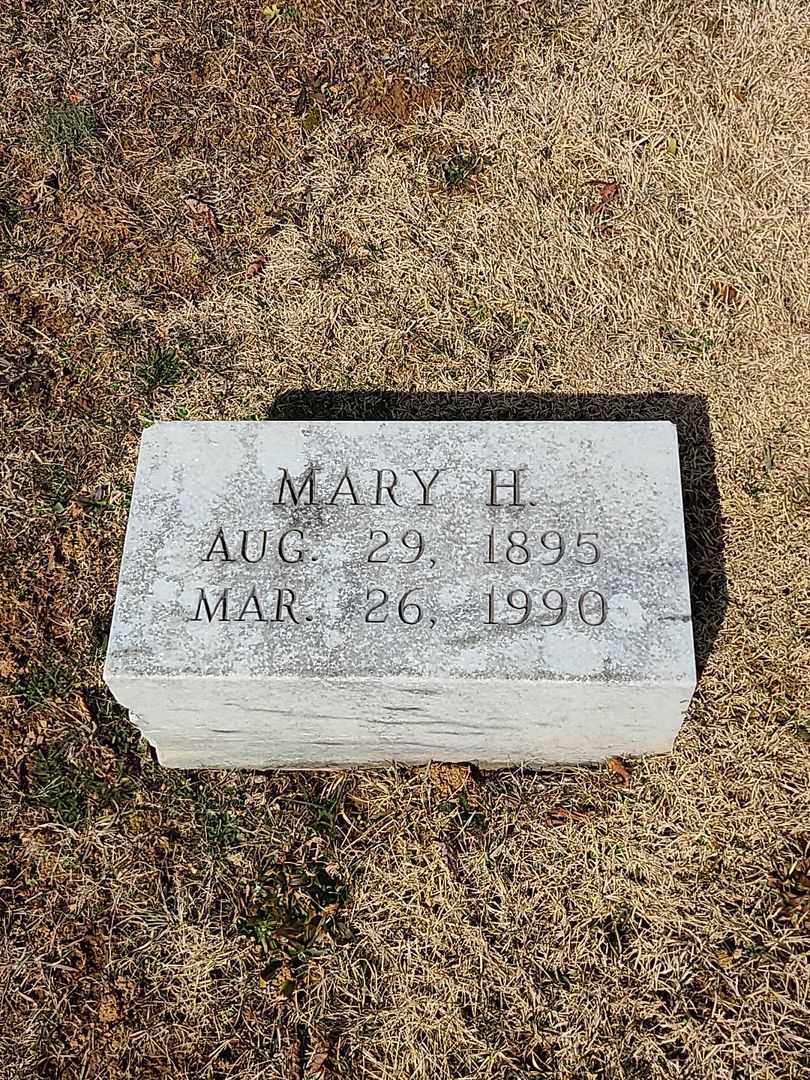 MARY H.
AUG. 29, 1895
MAR. 26, 1990